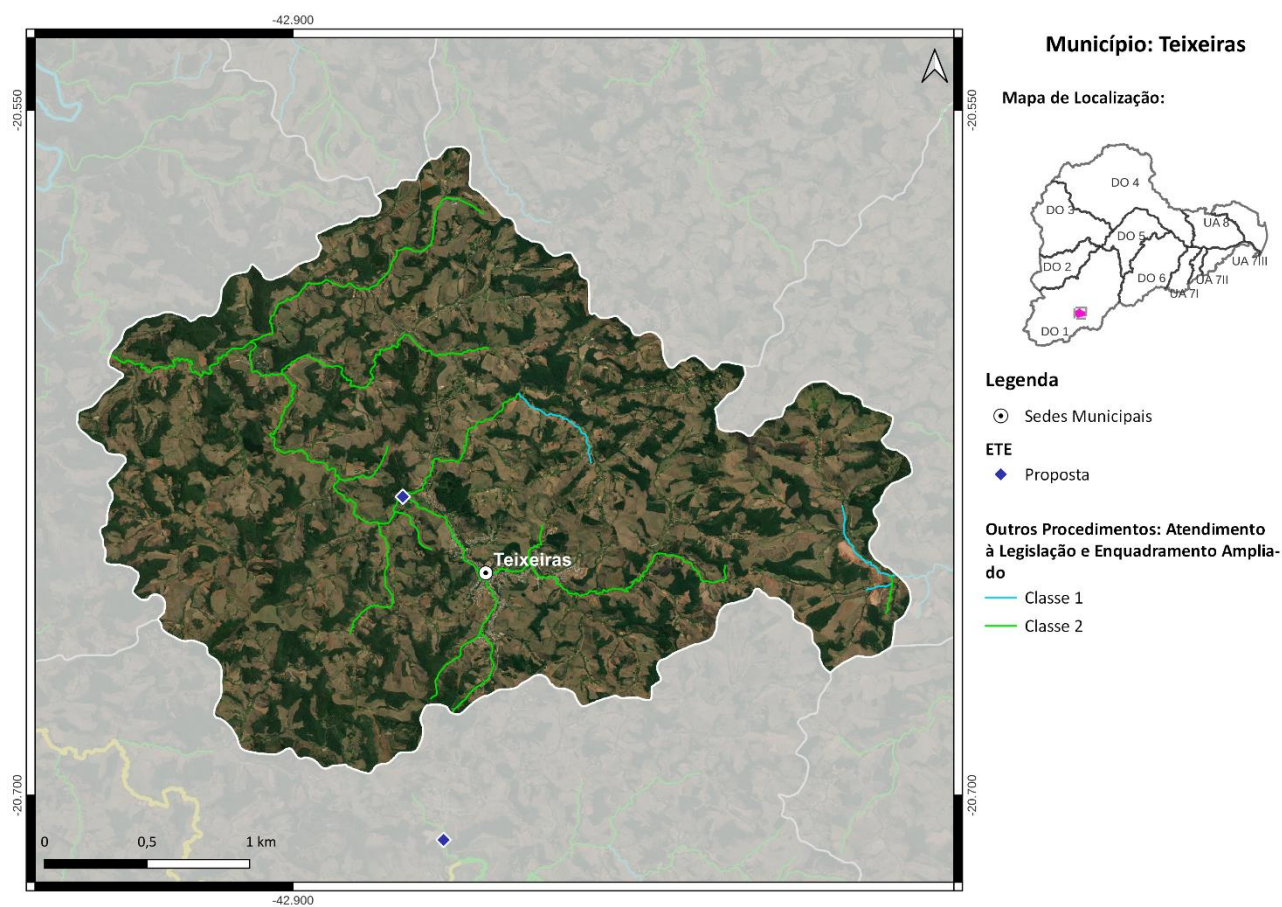 -42.900
Município: Teixeiras
-20.550
-20.550
Mapa de Localização:
DO 4
DO 3
UA 8
DO 5
UA 7III
DO 2
DO 6
UA 7II
UA 7I
DO 1
Legenda
Sedes Municipais
ETE
Proposta
Outros Procedimentos: Atendimento
à Legislação e Enquadramento Amplia-
do
Classe 1
Classe 2
Teixeiras
-20.700
-20.700
0 0,5 1 km
-42.900